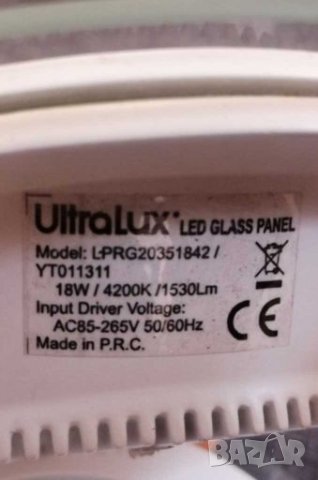 UltraLux® LED GLASS PANEL
Model: LPRG20351842 /
YT011311
18W / 4200K /1530Lm
Input Driver Voltage:
AC85-265V 50/60Hz
Made in P.R.C.
CE
BAZAR